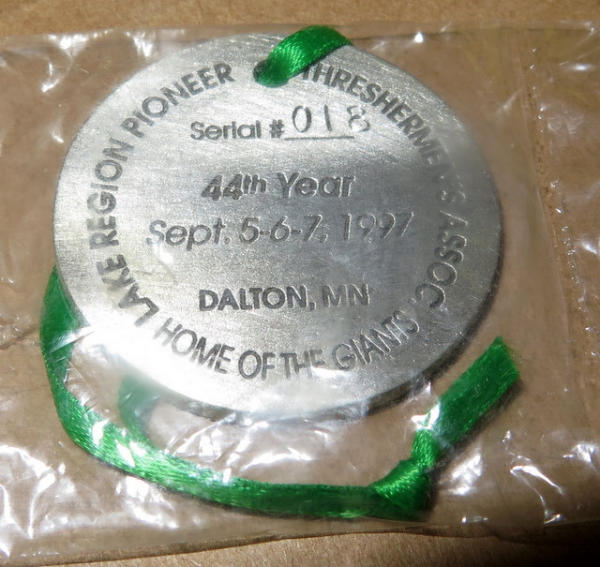 LAKE REGION PIONEER THRESHERMEN'S ASSOC.
Serial # 018
44th Year
Sept. 5-6-7, 1997
DALTON, MN
HOME OF THE GIANTS